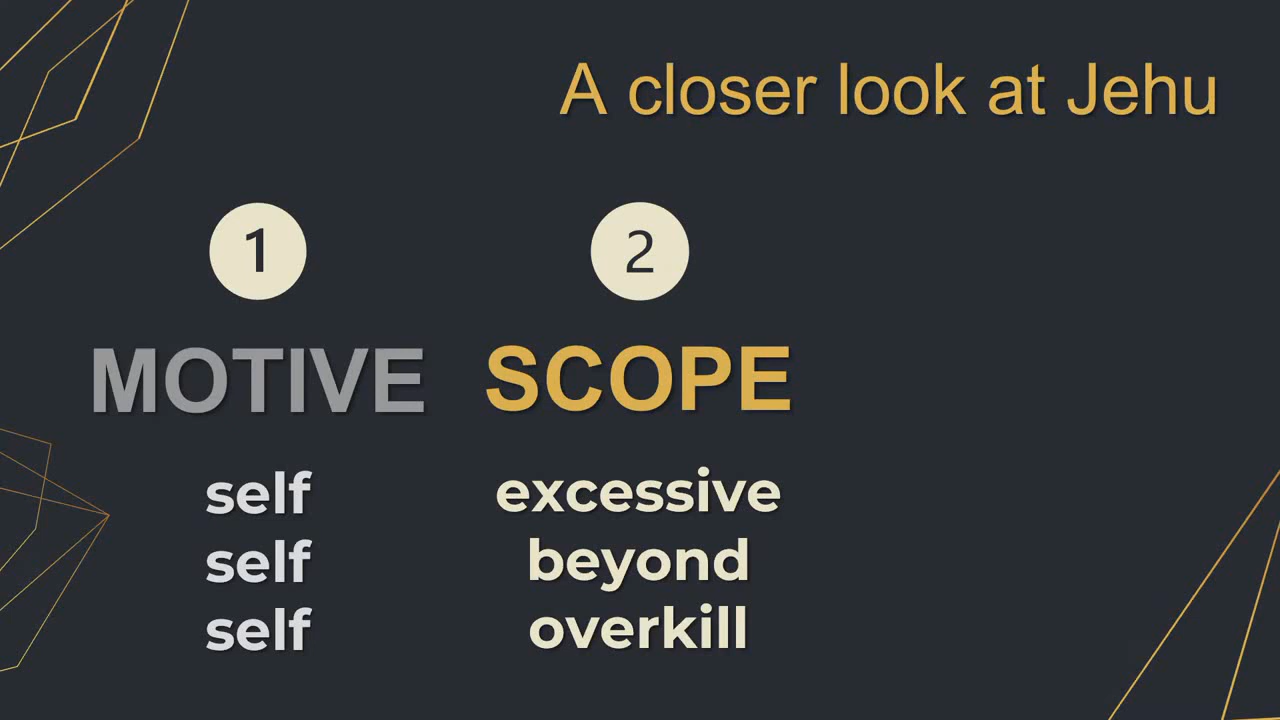 A closer look at Jehu
1
MOTIVE
self
self
self
2
SCOPE
excessive
beyond
overkill